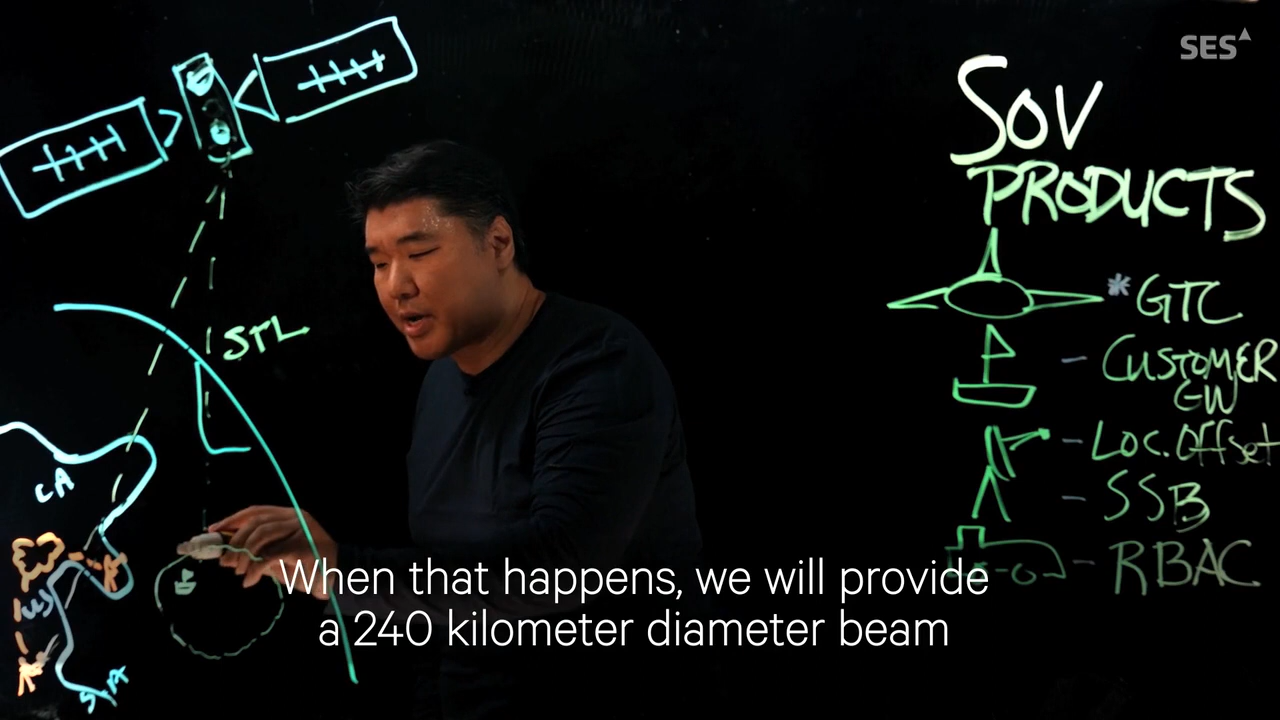 SES
SOV
PRODUCTS
* GTC
- CUSTOMER
GW
- LOC. Offset
- SSB
- RBAC
STL
CA
SA
When that happens, we will provide
a 240 kilometer diameter beam